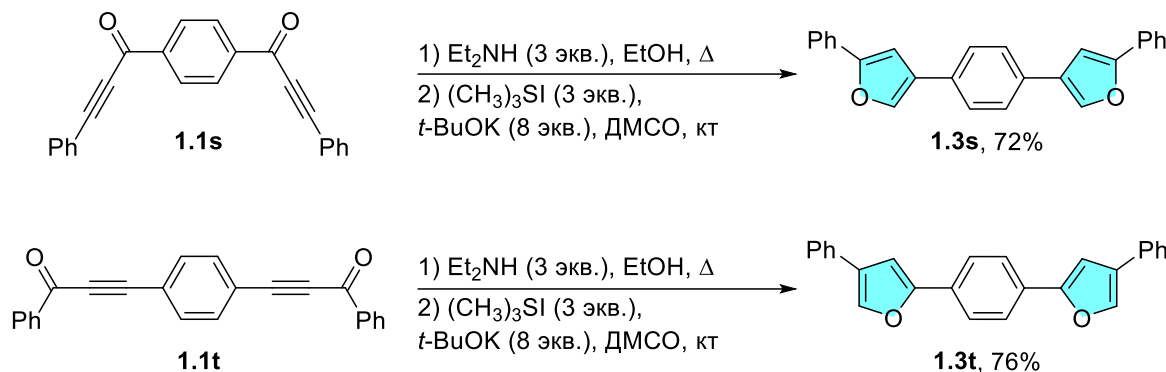 O
O
Ph
Ph
1.1s
1) Et₂NH (3 экв.), EtOH, Δ
2) (CH₃)₃SI (3 экв.),
t-BuOK (8 экв.), ДМСО, кт
Ph
Ph
O
O
1.3s, 72%
O
O
Ph
Ph
1.1t
1) Et₂NH (3 экв.), EtOH, Δ
2) (CH₃)₃SI (3 экв.),
t-BuOK (8 экв.), ДМСО, кт
Ph
Ph
O
O
1.3t, 76%